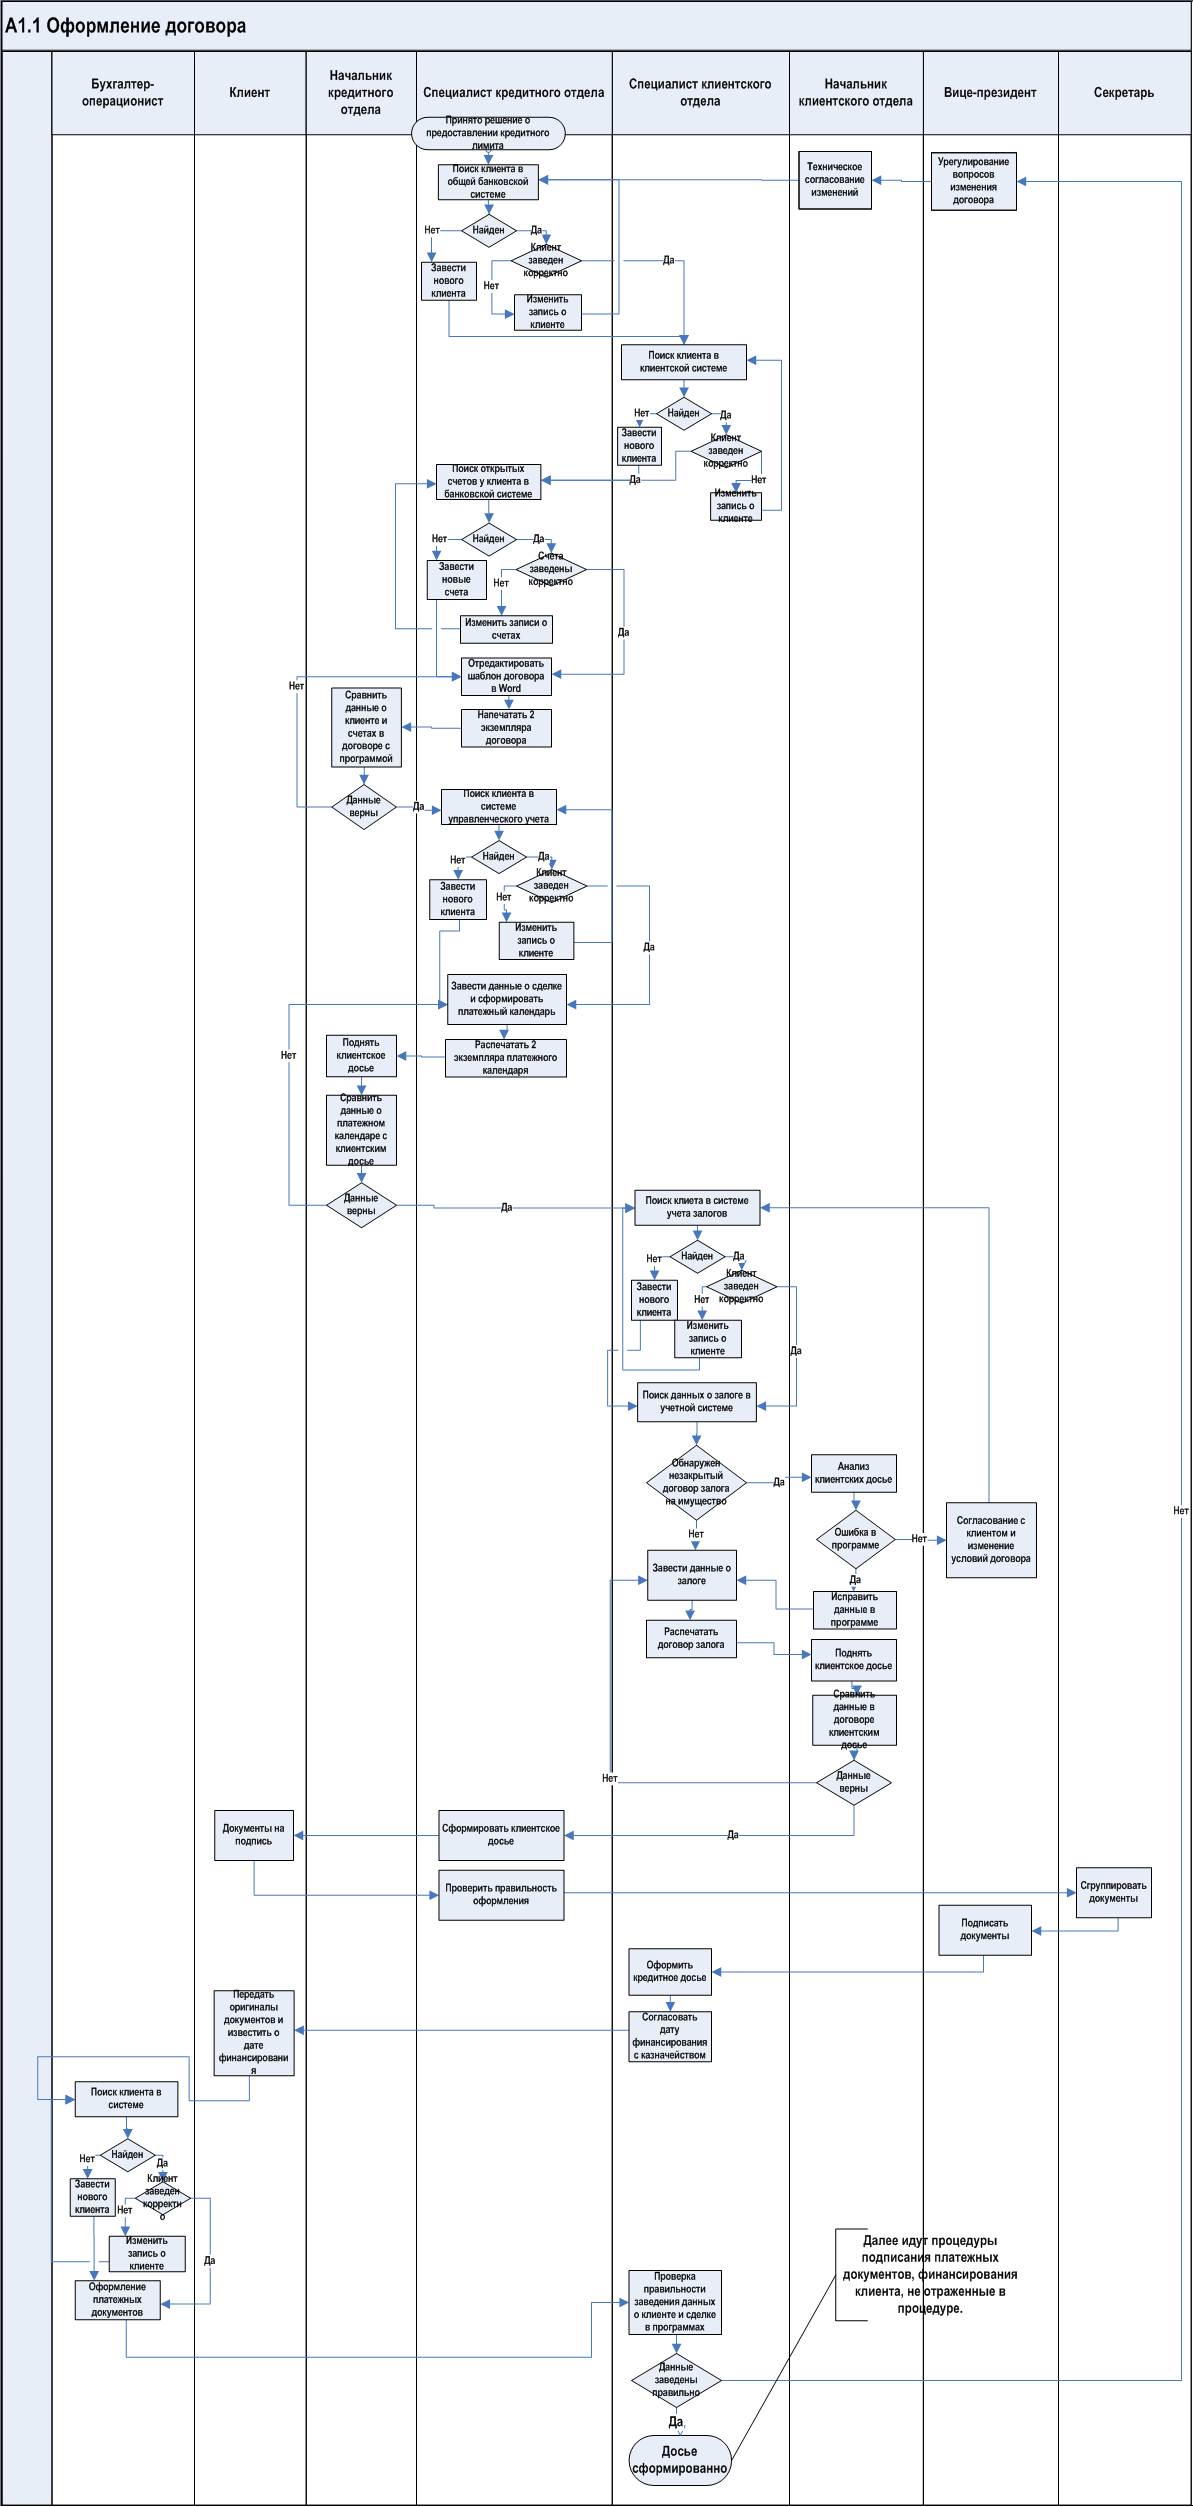 А1.1 Оформление договора
Бухгалтер-
операционист
Клиент
Начальник
кредитного
отдела
Специалист кредитного отдела
Специалист клиентского
отдела
Начальник
клиентского отдела
Вице-президент
Секретарь
Принято решение о
предоставлении кредитного
лимита
Поиск клиента в
общей банковской
системе
Техническое
согласование
изменений
Урегулирование
вопросов
изменения
договора
Найден
Нет
Да
Клиент
заведен
корректно
Да
Завести
нового
клиента
Нет
Изменить
запись о
клиенте
Поиск клиента в
клиентской системе
Нет
Найден
Да
Завести
нового
клиента
Клиент
заведен
корректно
Да
Нет
Изменить
запись о
клиенте
Поиск открытых
счетов у клиента в
банковской системе
Нет
Найден
Да
Завести
новые
счета
Счета
заведены
корректно
Нет
Да
Изменить записи о
счетах
Отредактировать
шаблон договора
в Word
Нет
Сравнить
данные о
клиенте и
счетах в
договоре с
программой
Напечатать 2
экземпляра
договора
Данные
верны
Да
Поиск клиента в
системе
управленческого учета
Нет
Найден
Да
Завести
нового
клиента
Клиент
заведен
корректно
Нет
Изменить
запись о
клиенте
Да
Завести данные о сделке
и сформировать
платежный календарь
Нет
Поднять
клиентское
досье
Распечатать 2
экземпляра платежного
календаря
Сравнить
данные о
платежном
календаре с
клиентским
досье
Данные
верны
Да
Поиск клиета в системе
учета залогов
Нет
Найден
Да
Завести
нового
клиента
Клиент
заведен
корректно
Нет
Изменить
запись о
клиенте
Да
Поиск данных о залоге в
учетной системе
Обнаружен
незакрытый
договор залога
на имущество
Да
Анализ
клиентских досье
Нет
Ошибка в
программе
Нет
Согласование с
клиентом и
изменение
условий договора
Нет
Завести данные о
залоге
Да
Исправить
данные в
программе
Распечатать
договор залога
Поднять
клиентское досье
Сравнить
данные в
договоре
клиентским
досье
Нет
Данные
верны
Документы на
подпись
Сформировать клиентское
досье
Да
Проверить правильность
оформления
Сгруппировать
документы
Подписать
документы
Оформить
кредитное досье
Передать
оригиналы
документов и
известить о
дате
финансировани
я
Согласовать
дату
финансирования
с казначейством
Поиск клиента в
системе
Нет
Найден
Да
Завести
нового
клиента
Клиент
заведен
корректн
о
Нет
Изменить
запись о
клиенте
Да
Оформление
платежных
документов
Далее идут процедуры
подписания платежных
документов, финансирования
клиента, не отраженные в
процедуре.
Проверка
правильности
заведения данных
о клиенте и сделке
в программах
Данные
заведены
правильно
Да
Досье
сформированно